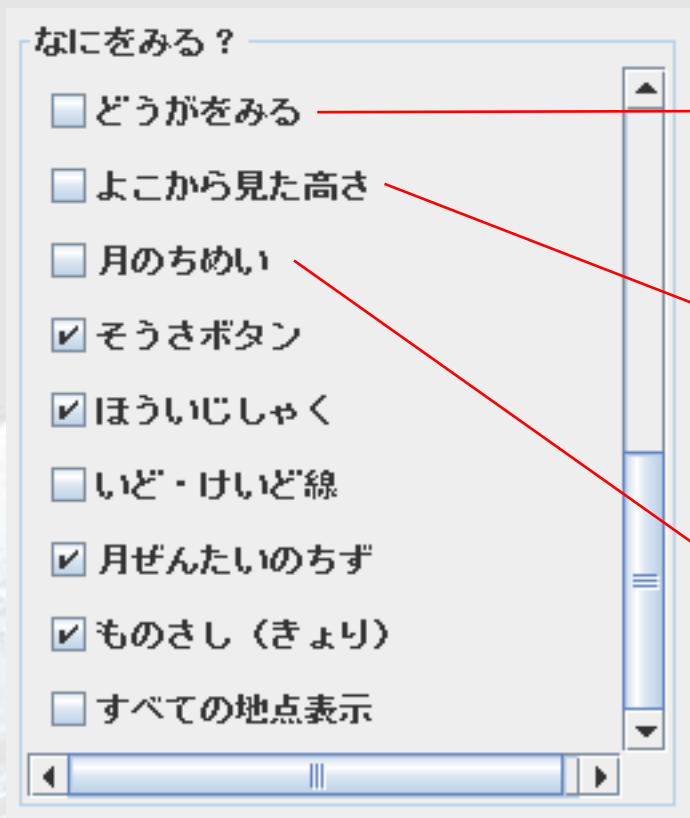 なにをみる？
どうがをみる
よこから見た高さ
月のちめい
そうさボタン
ほういじしゃく
いど・けいど線
月ぜんたいのちず
ものさし（きょり）
すべての地点表示